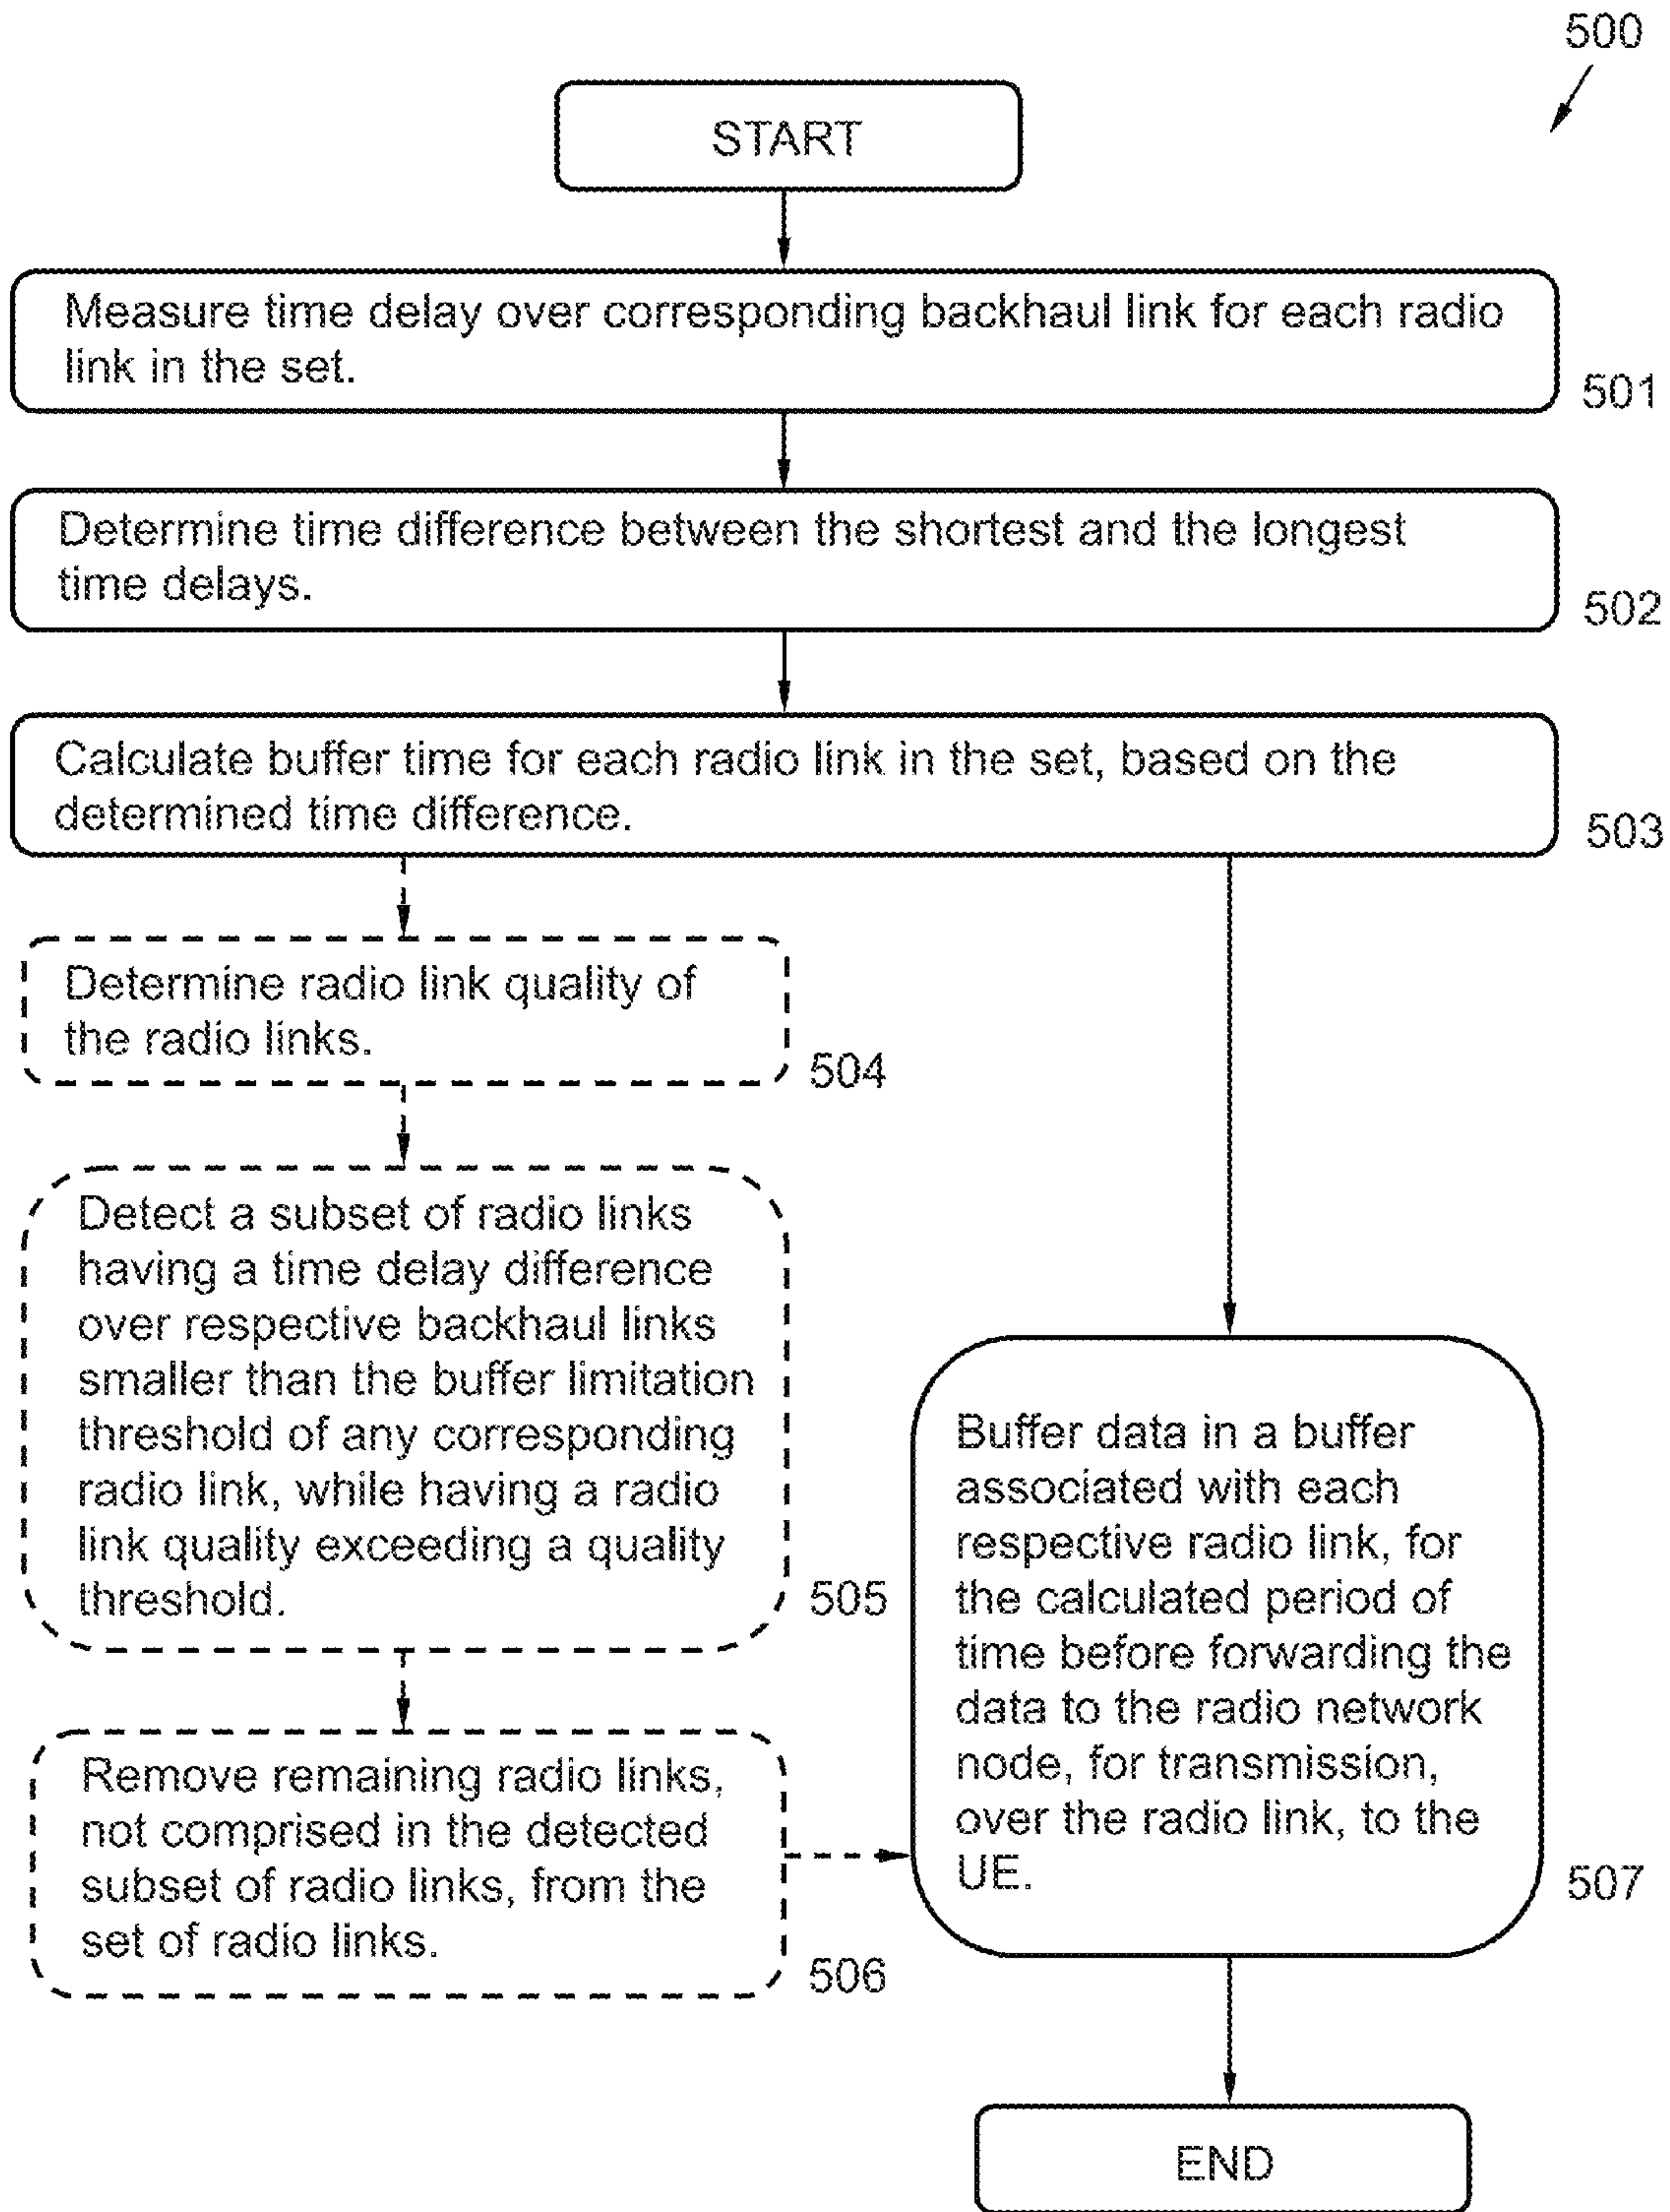 500
START
Measure time delay over corresponding backhaul link for each radio
link in the set.
501
Determine time difference between the shortest and the longest
time delays.
502
Calculate buffer time for each radio link in the set, based on the
determined time difference.
503
Determine radio link quality of
the radio links.
504
Detect a subset of radio links
having a time delay difference
over respective backhaul links
smaller than the buffer limitation
threshold of any corresponding
radio link, while having a radio
link quality exceeding a quality
threshold.
505
Remove remaining radio links,
not comprised in the detected
subset of radio links, from the
set of radio links.
506
Buffer data in a buffer
associated with each
respective radio link, for
the calculated period of
time before forwarding the
data to the radio network
node, for transmission,
over the radio link, to the
UE.
507
END